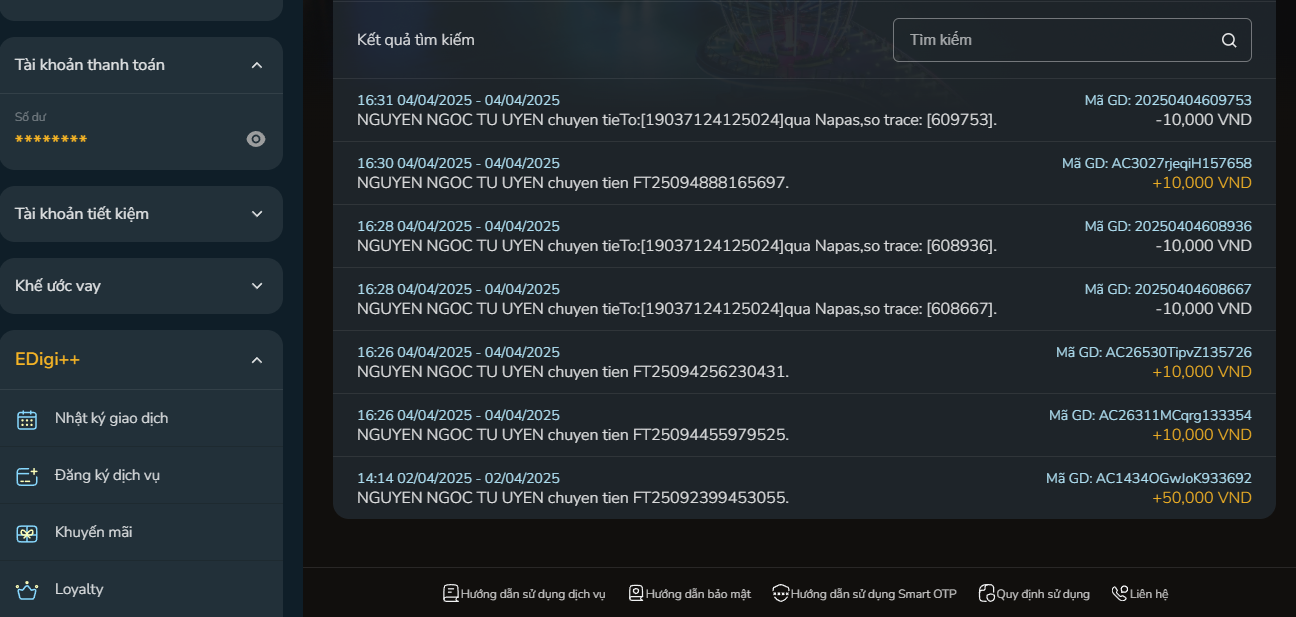 Tài khoản thanh toán
Số dư
********
Tài khoản tiết kiệm
Khế ước vay
EDigi++
Nhật ký giao dịch
Đăng ký dịch vụ
Khuyến mãi
Loyalty
Kết quả tìm kiếm
Tìm kiếm
16:31 04/04/2025 - 04/04/2025
Mã GD: 20250404609753
NGUYEN NGOC TU UYEN chuyen tieTo:[19037124125024]qua Napas,so trace: [609753].
-10,000 VND
16:30 04/04/2025 - 04/04/2025
Mã GD: AC3027rjeqiH157658
NGUYEN NGOC TU UYEN chuyen tien FT25094888165697.
+10,000 VND
16:28 04/04/2025 - 04/04/2025
Mã GD: 20250404608936
NGUYEN NGOC TU UYEN chuyen tieTo:[19037124125024]qua Napas,so trace: [608936].
-10,000 VND
16:28 04/04/2025 - 04/04/2025
Mã GD: 20250404608667
NGUYEN NGOC TU UYEN chuyen tieTo:[19037124125024]qua Napas,so trace: [608667].
-10,000 VND
16:26 04/04/2025 - 04/04/2025
Mã GD: AC26530TipvZ135726
NGUYEN NGOC TU UYEN chuyen tien FT25094256230431.
+10,000 VND
16:26 04/04/2025 - 04/04/2025
Mã GD: AC26311MCqrg133354
NGUYEN NGOC TU UYEN chuyen tien FT25094455979525.
+10,000 VND
14:14 02/04/2025 - 02/04/2025
Mã GD: AC1434OGwJoK933692
NGUYEN NGOC TU UYEN chuyen tien FT25092399453055.
+50,000 VND
Hướng dẫn sử dụng dịch vụ
Hướng dẫn bảo mật
Hướng dẫn sử dụng Smart OTP
Quy định sử dụng
Liên hệ